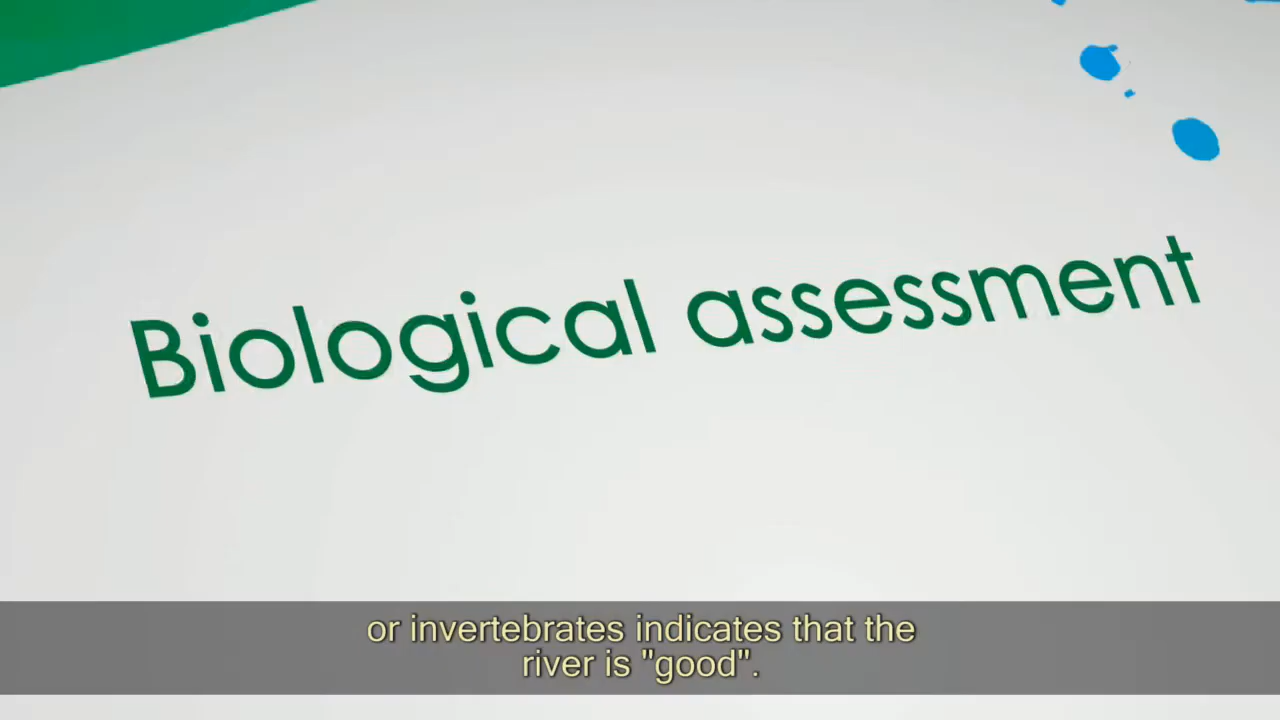 Biological assessment
or invertebrates indicates that the
river is "good".